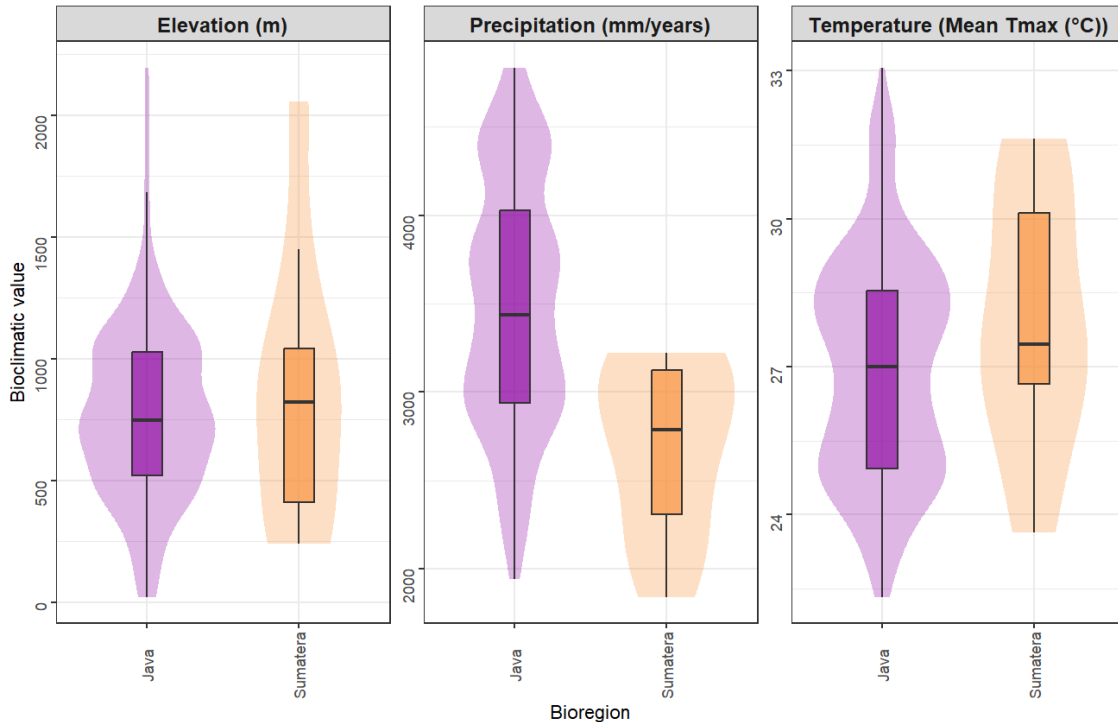 Elevation (m)
Precipitation (mm/years)
Temperature (Mean Tmax (°C))
Bioclimatic value
2000
1500
1000
500
0
4000
3000
2000
33
30
27
24
Java
Sumatera
Java
Sumatera
Java
Sumatera
Bioregion